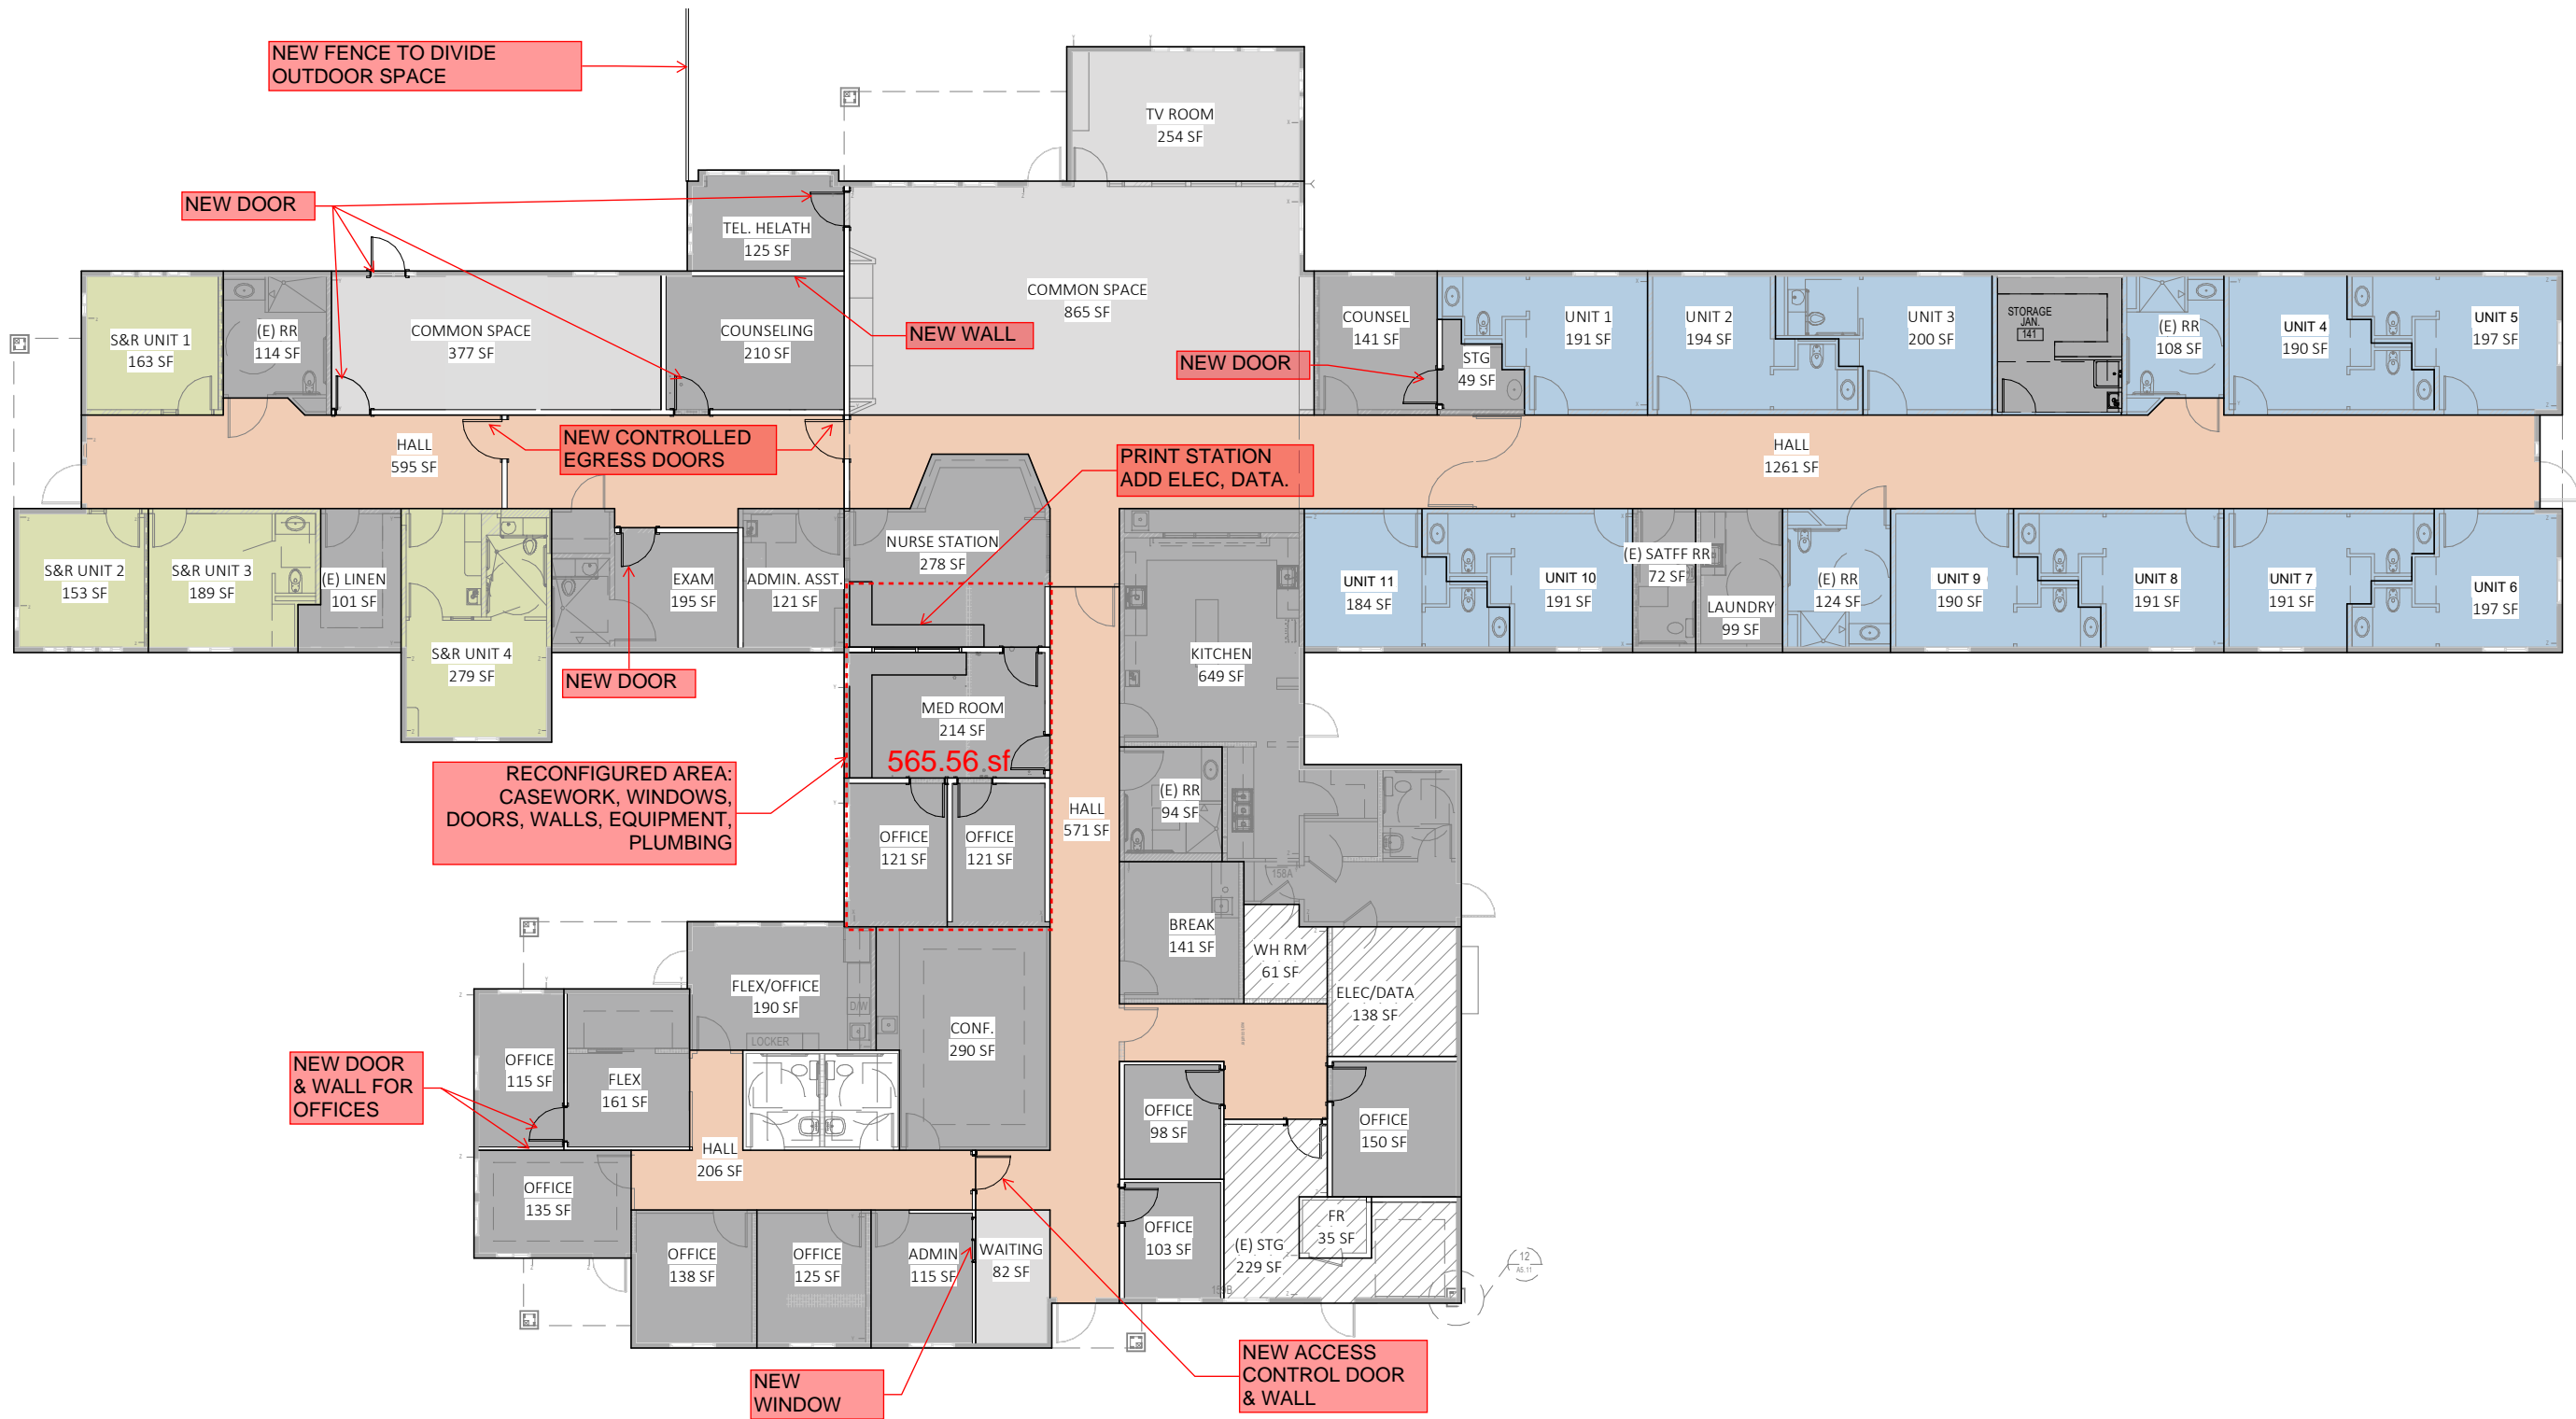 NEW FENCE TO DIVIDE
OUTDOOR SPACE
TV ROOM
254 SF
NEW DOOR
TEL. HELATH
125 SF
COMMON SPACE
865 SF
S&R UNIT 1
163 SF
(E) RR
114 SF
COMMON SPACE
377 SF
COUNSELING
210 SF
NEW WALL
NEW DOOR
COUNSEL
141 SF
STG
49 SF
UNIT 1
191 SF
UNIT 2
194 SF
UNIT 3
200 SF
STORAGE
JAN.
141
(E) RR
108 SF
UNIT 4
190 SF
UNIT 5
197 SF
HALL
595 SF
NEW CONTROLLED
EGRESS DOORS
PRINT STATION
ADD ELEC, DATA.
HALL
1261 SF
S&R UNIT 2
153 SF
S&R UNIT 3
189 SF
(E) LINEN
101 SF
S&R UNIT 4
279 SF
EXAM
195 SF
ADMIN. ASST.
121 SF
NURSE STATION
278 SF
NEW DOOR
KITCHEN
649 SF
UNIT 11
184 SF
UNIT 10
191 SF
(E) SATFF RR
72 SF
LAUNDRY
99 SF
(E) RR
124 SF
UNIT 9
190 SF
UNIT 8
191 SF
UNIT 7
191 SF
UNIT 6
197 SF
MED ROOM
214 SF
565.56 sf
RECONFIGURED AREA:
CASEWORK, WINDOWS,
DOORS, WALLS, EQUIPMENT,
PLUMBING
OFFICE
121 SF
OFFICE
121 SF
HALL
571 SF
(E) RR
94 SF
158A
BREAK
141 SF
WH RM
61 SF
ELEC/DATA
138 SF
FLEX/OFFICE
190 SF
D/W
LOCKER
CONF.
290 SF
NEW DOOR
& WALL FOR
OFFICES
OFFICE
115 SF
FLEX
161 SF
OFFICE
98 SF
OFFICE
150 SF
HALL
206 SF
OFFICE
135 SF
OFFICE
138 SF
OFFICE
125 SF
ADMIN
115 SF
WAITING
82 SF
OFFICE
103 SF
(E) STG
229 SF
FR
35 SF
12
A5.11
NEW
WINDOW
NEW ACCESS
CONTROL DOOR
& WALL